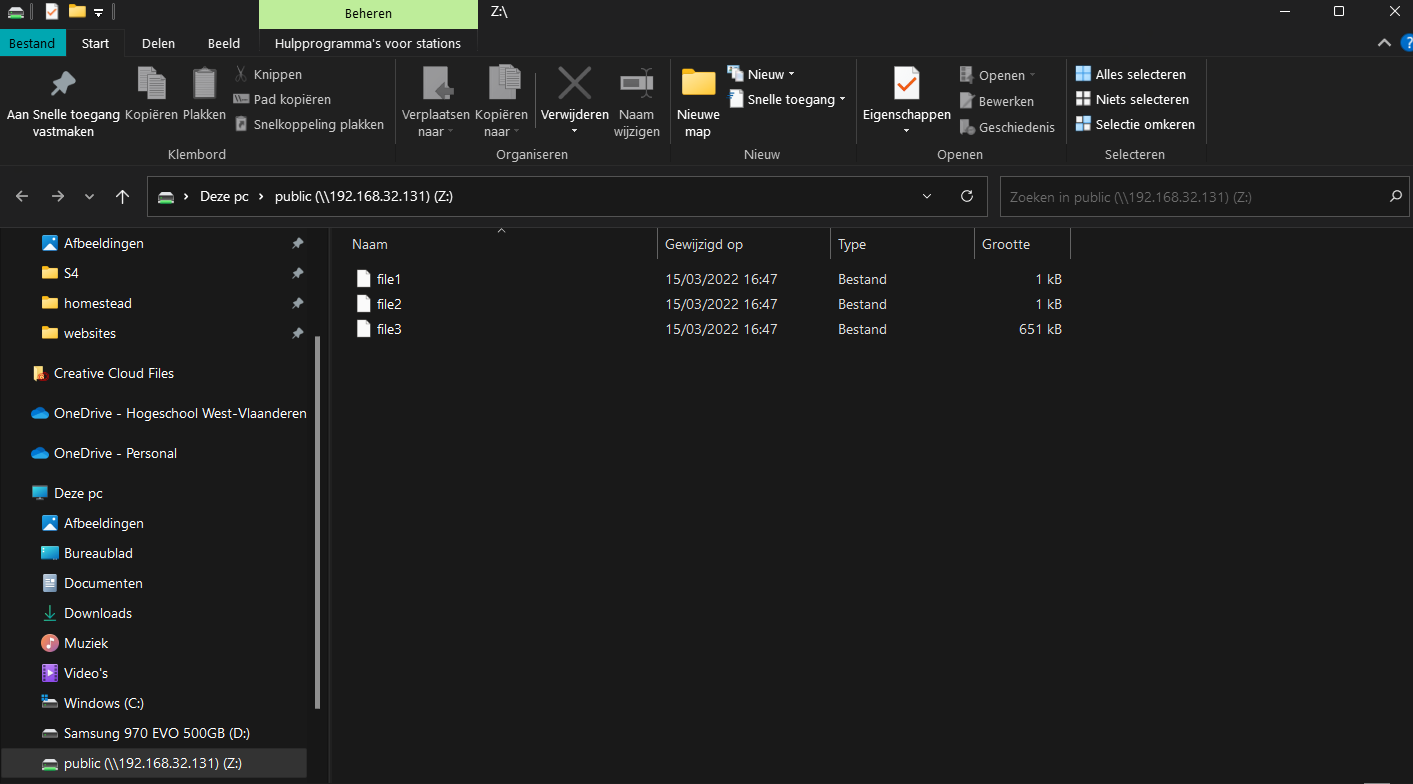 Beheren
Z:\
Bestand
Start
Delen
Beeld
Hulpprogramma's voor stations
Aan Snelle toegang
vastmaken
Kopiëren
Plakken
Knippen
Pad kopiëren
Snelkoppeling plakken
Klembord
Verplaatsen
naar
Kopiëren
naar
Verwijderen
Naam
wijzigen
Organiseren
Nieuwe
map
Nieuw
Snelle toegang
Nieuw
Eigenschappen
Openen
Bewerken
Geschiedenis
Openen
Alles selecteren
Niets selecteren
Selectie omkeren
Selecteren
Deze pc
public (\\192.168.32.131) (Z:)
Zoeken in public (\\192.168.32.131) (Z:)
Afbeeldingen
S4
homestead
websites
Creative Cloud Files
OneDrive - Hogeschool West-Vlaanderen
OneDrive - Personal
Deze pc
Afbeeldingen
Bureaublad
Documenten
Downloads
Muziek
Video's
Windows (C:)
Samsung 970 EVO 500GB (D:)
public (\\192.168.32.131) (Z:)
Naam Gewijzigd op Type Grootte
file1 15/03/2022 16:47 Bestand 1 kB
file2 15/03/2022 16:47 Bestand 1 kB
file3 15/03/2022 16:47 Bestand 651 kB